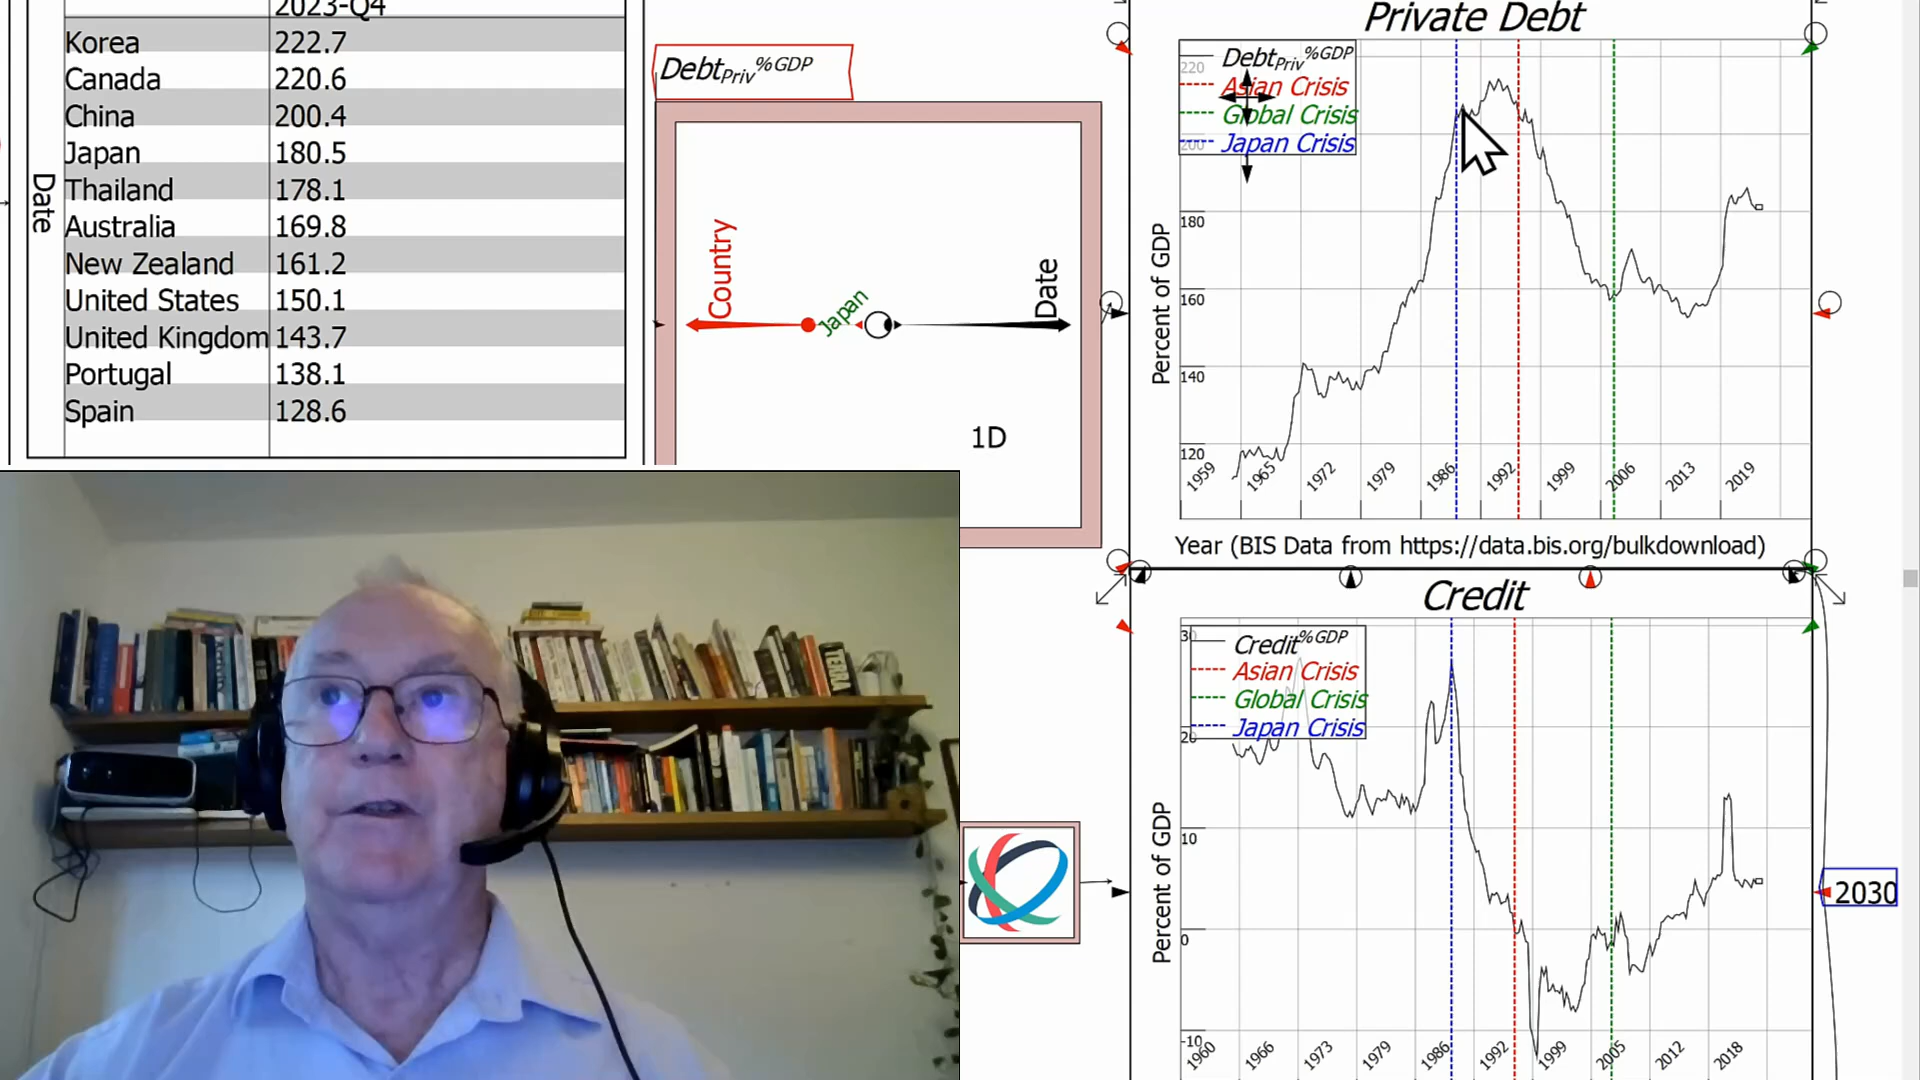 2023-Q4
Date
Korea 222.7
Canada 220.6
China 200.4
Japan 180.5
Thailand 178.1
Australia 169.8
New Zealand 161.2
United States 150.1
United Kingdom 143.7
Portugal 138.1
Spain 128.6
DebtPriv%GDP
Country
Japan
Date
1D
Private Debt
DebtPriv%GDP
Asian Crisis
Global Crisis
Japan Crisis
Percent of GDP
220
200
180
160
140
120
1959 1965 1972 1979 1986 1992 1999 2006 2013 2019
Year (BIS Data from https://data.bis.org/bulkdownload)
Credit
Credit%GDP
Asian Crisis
Global Crisis
Japan Crisis
Percent of GDP
30
20
10
0
-10
1960 1966 1973 1979 1986 1992 1999 2005 2012 2018
2030